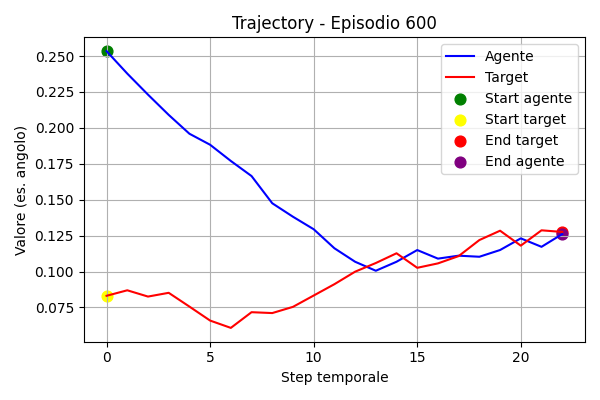 Trajectory - Episodio 600
Valore (es. angolo)
0.250
0.225
0.200
0.175
0.150
0.125
0.100
0.075
Agente
Target
Start agente
Start target
End target
End agente
0 5 10 15 20
Step temporale